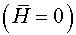 (H̅ = 0)